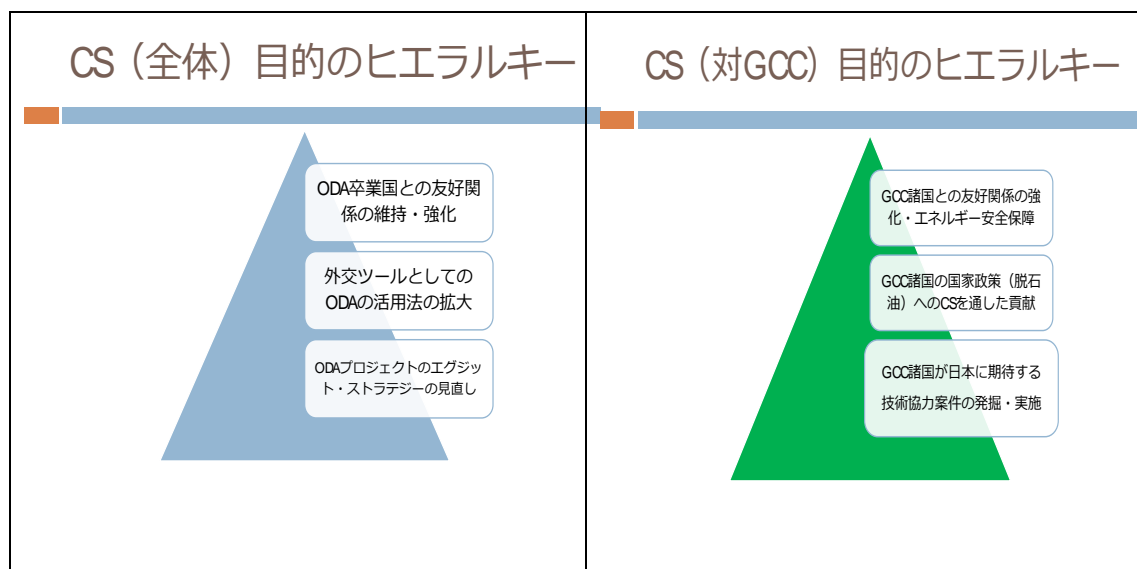 CS（全体）目的のヒエラルキー
ODA卒業国との友好関
係の維持・強化
外交ツールとしての
ODAの活用法の拡大
ODAプロジェクトのエグジッ
ト・ストラテジーの見直し
CS（対GCC）目的のヒエラルキー
GCC諸国との友好関係の強
化・エネルギー安全保障
GCC諸国の国家政策（脱石
油）へのCSを通した貢献
GCC諸国が日本に期待する
技術協力案件の発掘・実施